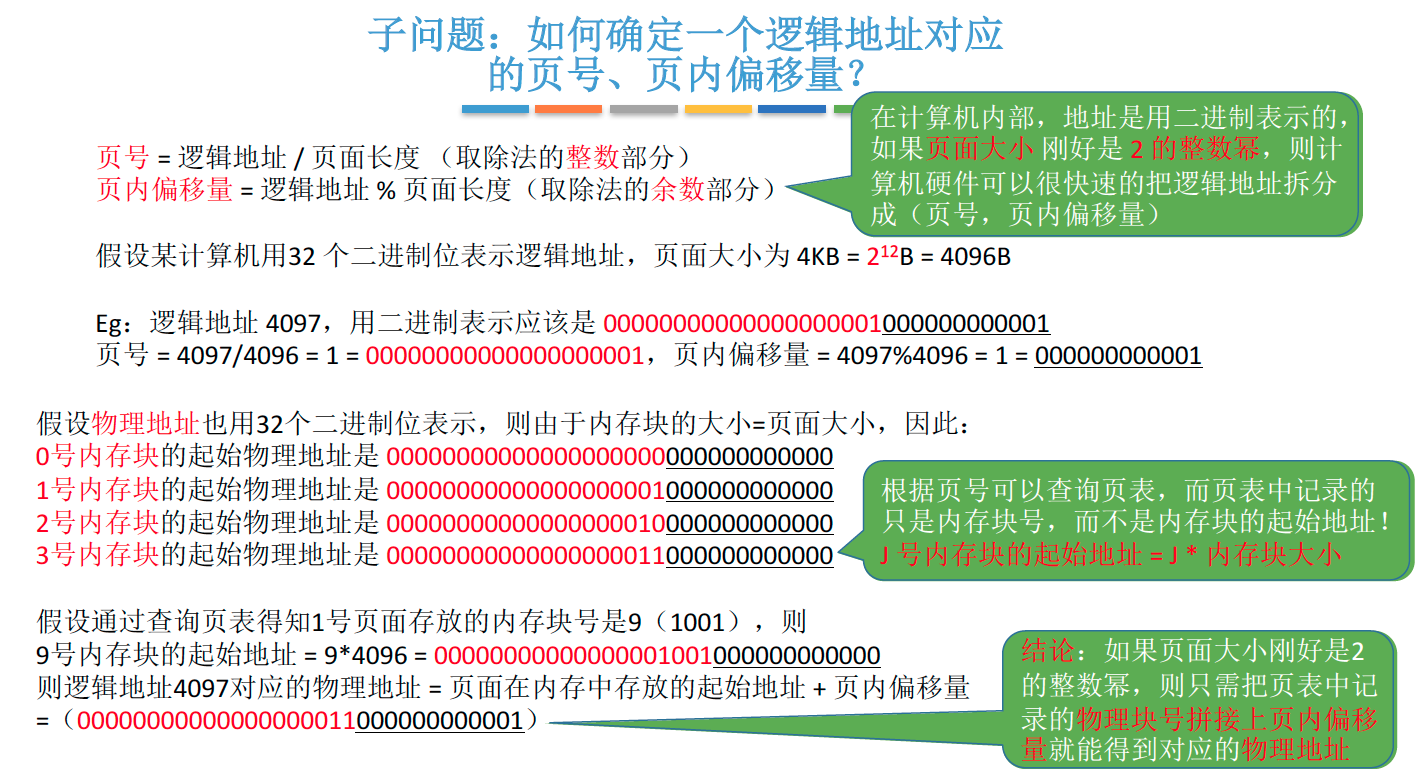 子问题：如何确定一个逻辑地址对应
的页号、页内偏移量？
在计算机内部，地址是用二进制表示的，
如果页面大小 刚好是 2 的整数幂，则计
算机硬件可以很快速的把逻辑地址拆分
成（页号，页内偏移量）
页号 = 逻辑地址 / 页面长度 （取除法的整数部分）
页内偏移量 = 逻辑地址 % 页面长度（取除法的余数部分）
假设某计算机用32 个二进制位表示逻辑地址，页面大小为 4KB = 2¹²B = 4096B
Eg：逻辑地址 4097，用二进制表示应该是 00000000000000000001000000000001
页号 = 4097/4096 = 1 = 00000000000000000001，页内偏移量 = 4097%4096 = 1 = 000000000001
假设物理地址也用32个二进制位表示，则由于内存块的大小=页面大小，因此：
0号内存块的起始物理地址是 00000000000000000000000000000000
1号内存块的起始物理地址是 00000000000000000001000000000000
2号内存块的起始物理地址是 00000000000000000010000000000000
3号内存块的起始物理地址是 00000000000000000011000000000000
根据页号可以查询页表，而页表中记录的
只是内存块号，而不是内存块的起始地址！
J 号内存块的起始地址 = J * 内存块大小
假设通过查询页表得知1号页面存放的内存块号是9（1001），则
9号内存块的起始地址 = 9*4096 = 00000000000000001001000000000000
则逻辑地址4097对应的物理地址 = 页面在内存中存放的起始地址 + 页内偏移量
=（00000000000000000011000000000001）
结论：如果页面大小刚好是2
的整数幂，则只需把页表中记
录的物理块号拼接上页内偏移
量就能得到对应的物理地址